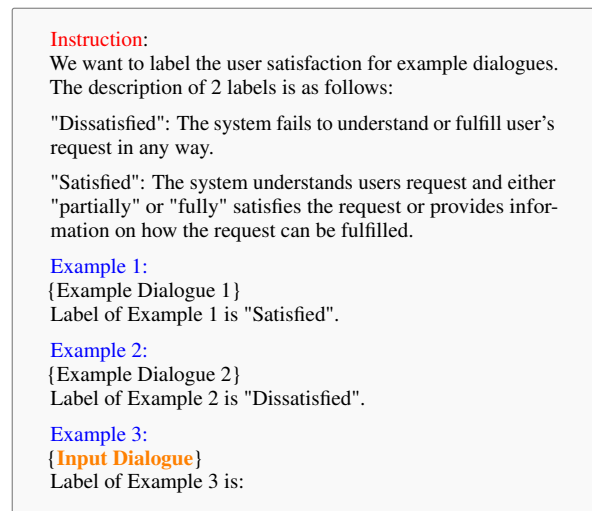 Instruction:
We want to label the user satisfaction for example dialogues.
The description of 2 labels is as follows:
"Dissatisfied": The system fails to understand or fulfill user's
request in any way.
"Satisfied": The system understands users request and either
"partially" or "fully" satisfies the request or provides infor-
mation on how the request can be fulfilled.
Example 1:
{Example Dialogue 1}
Label of Example 1 is "Satisfied".
Example 2:
{Example Dialogue 2}
Label of Example 2 is "Dissatisfied".
Example 3:
{Input Dialogue}
Label of Example 3 is: